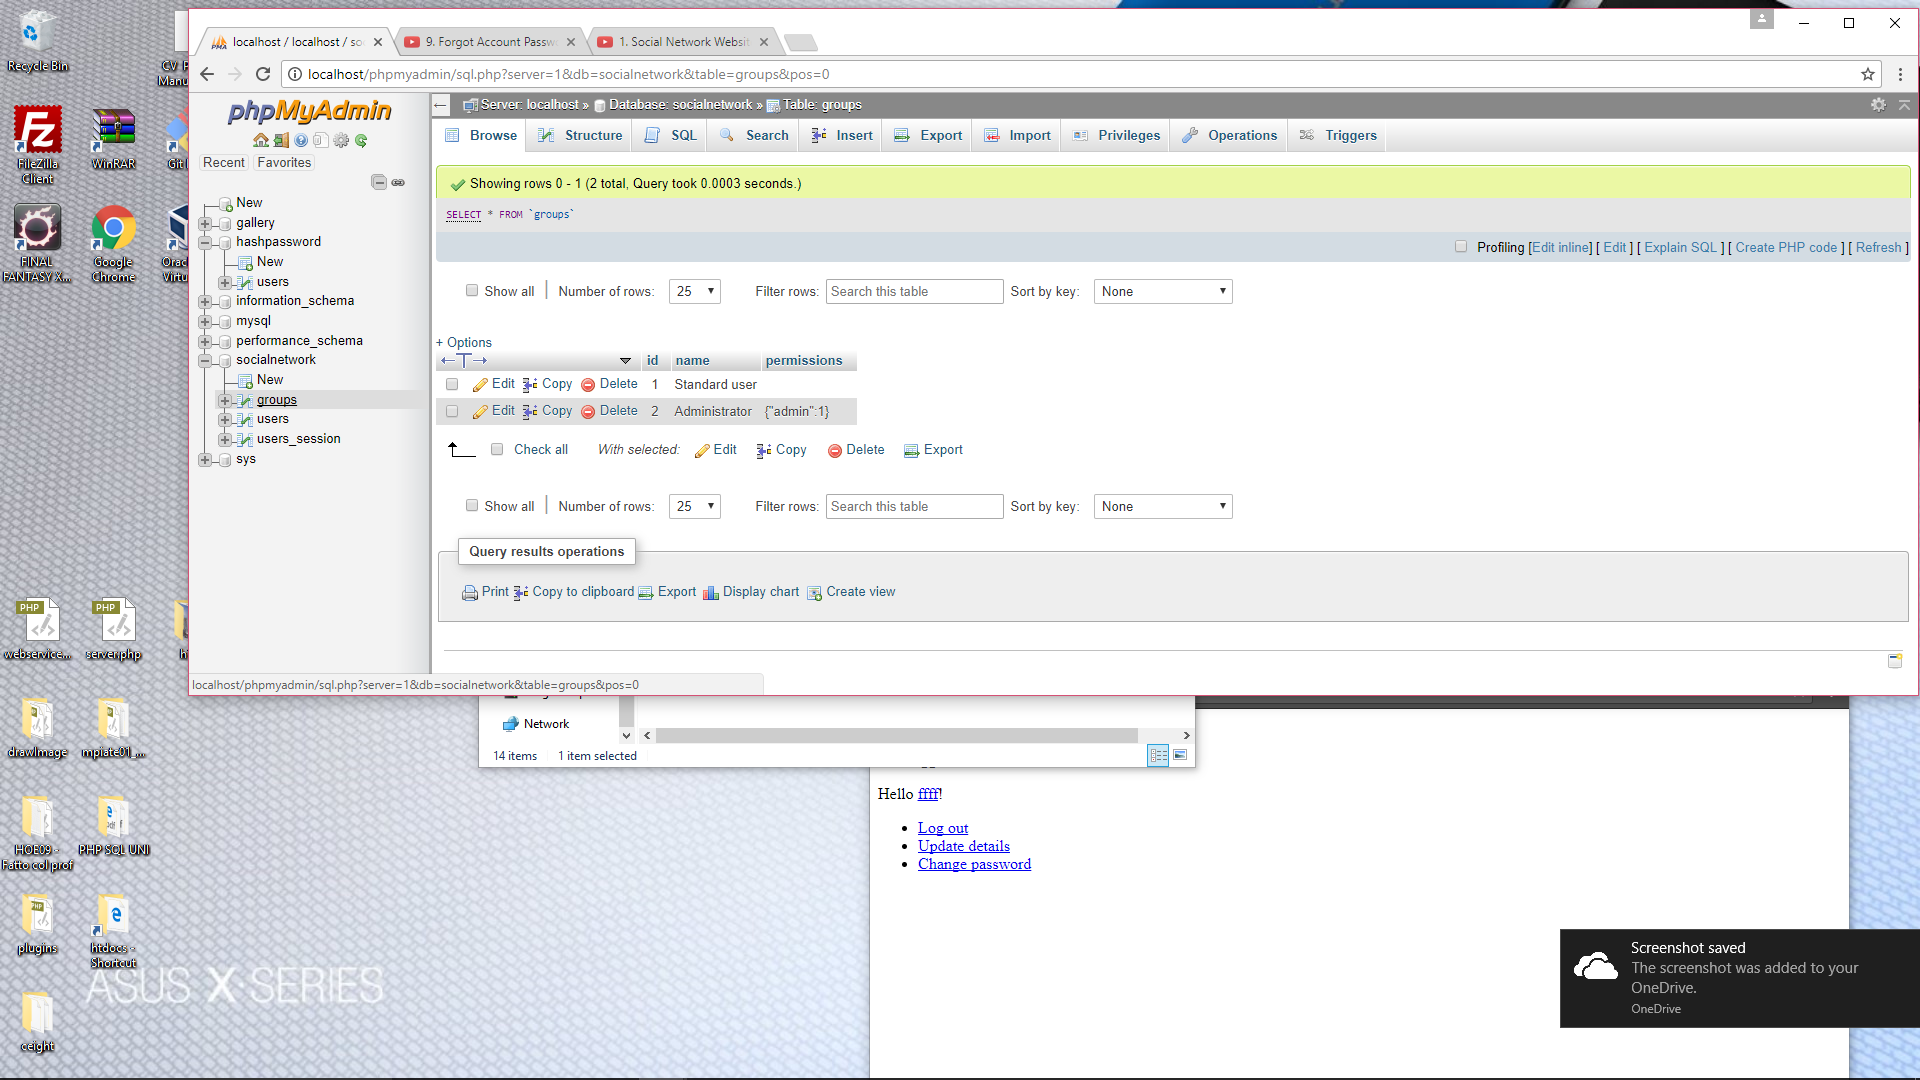 Recycle Bin
CV_P
Manu
FileZilla
Client
WinRAR
Git
FINAL
FANTASY X...
Google
Chrome
Orac
Virtu
PHP
PHP
webservice...
server.php
drawImage
HOE09 -
Fatto col prof
PHP SQL UNI
plugins
htdocs -
Shortcut
ceight
ASUS X SERIES
localhost / localhost / so
9. Forgot Account Passw
1. Social Network Websit
localhost/phpmyadmin/sql.php?server=1&db=socialnetwork&table=groups&pos=0
phpMyAdmin
Recent
Favorites
New
gallery
hashpassword
New
users
information_schema
mysql
performance_schema
socialnetwork
New
groups
users
users_session
sys
Server: localhost » Database: socialnetwork » Table: groups
Browse Structure SQL Search Insert Export Import Privileges Operations Triggers
Showing rows 0 - 1 (2 total, Query took 0.0003 seconds.)
SELECT * FROM `groups`
Profiling [Edit inline] [ Edit ] [ Explain SQL ] [ Create PHP code ] [ Refresh ]
Show all Number of rows: 25 Filter rows: Search this table Sort by key: None
+ Options
id name permissions
Edit Copy Delete 1 Standard user
Edit Copy Delete 2 Administrator {"admin":1}
Check all With selected: Edit Copy Delete Export
Show all Number of rows: 25 Filter rows: Search this table Sort by key: None
Query results operations
Print Copy to clipboard Export Display chart Create view
localhost/phpmyadmin/sql.php?server=1&db=socialnetwork&table=groups&pos=0
Network
14 items 1 item selected
Hello ffff!
Log out
Update details
Change password
Screenshot saved
The screenshot was added to your
OneDrive.
OneDrive